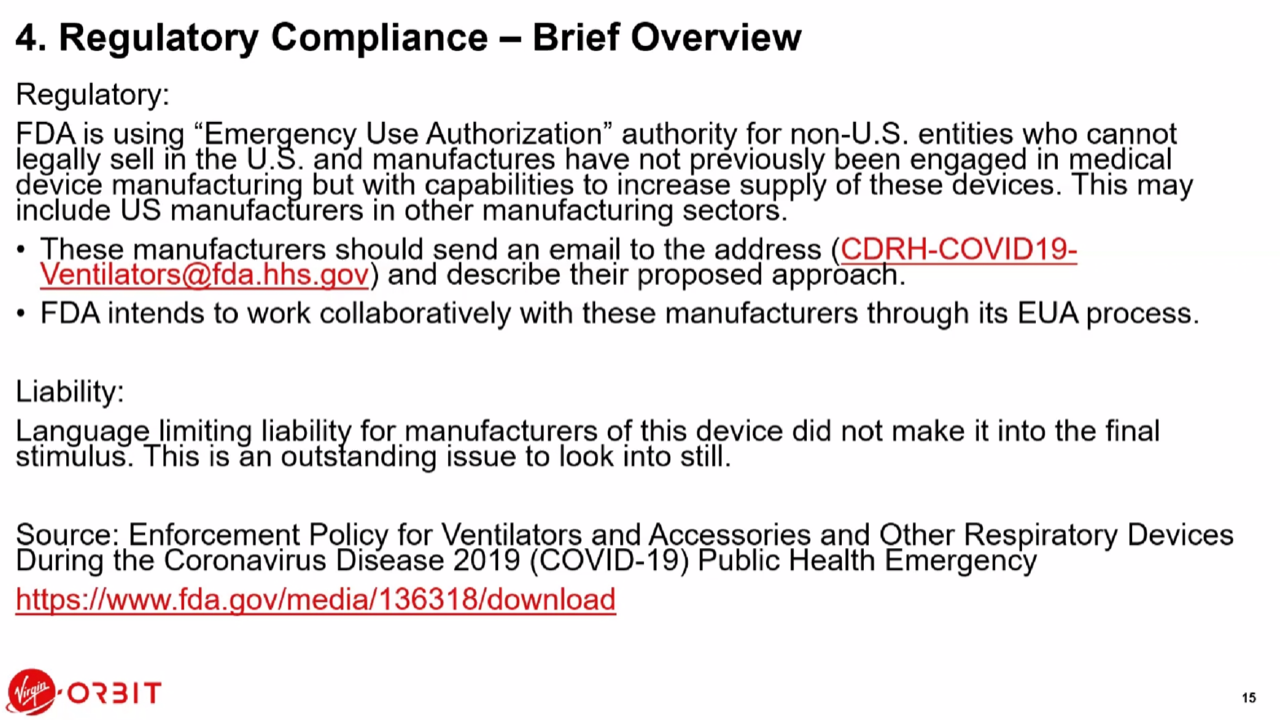 4. Regulatory Compliance – Brief Overview
Regulatory:
FDA is using “Emergency Use Authorization” authority for non-U.S. entities who cannot
legally sell in the U.S. and manufactures have not previously been engaged in medical
device manufacturing but with capabilities to increase supply of these devices. This may
include US manufacturers in other manufacturing sectors.
• These manufacturers should send an email to the address (CDRH-COVID19-
Ventilators@fda.hhs.gov) and describe their proposed approach.
• FDA intends to work collaboratively with these manufacturers through its EUA process.
Liability:
Language limiting liability for manufacturers of this device did not make it into the final
stimulus. This is an outstanding issue to look into still.
Source: Enforcement Policy for Ventilators and Accessories and Other Respiratory Devices
During the Coronavirus Disease 2019 (COVID-19) Public Health Emergency
https://www.fda.gov/media/136318/download
Virgin ORBIT
15